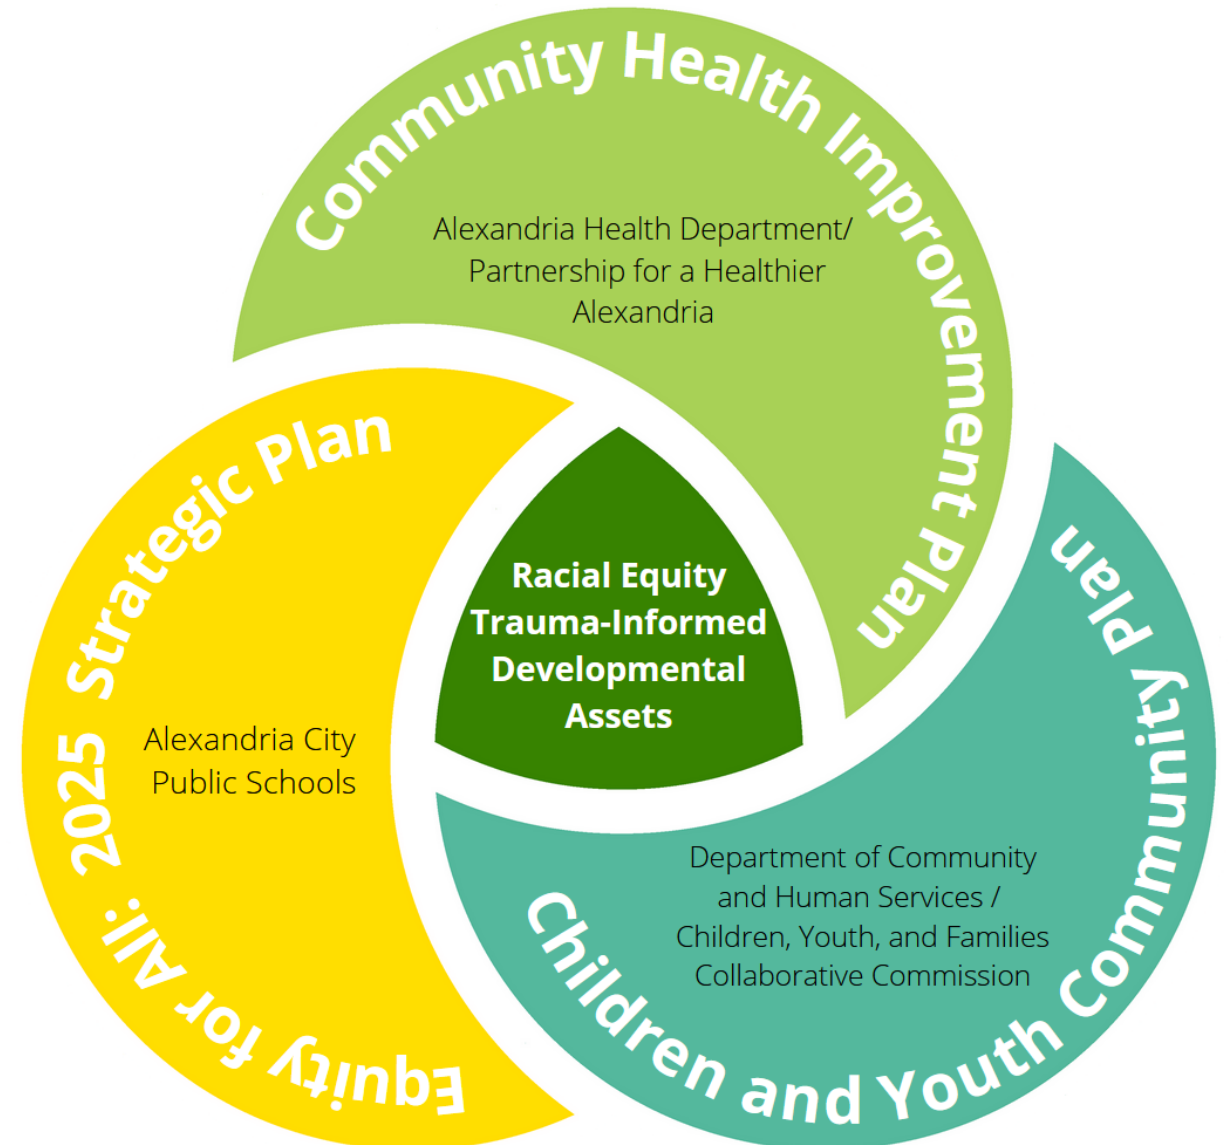 Community Health Improvement Plan
Alexandria Health Department/
Partnership for a Healthier
Alexandria
Equity for All: 2025 Strategic Plan
Alexandria City
Public Schools
Racial Equity
Trauma-Informed
Developmental
Assets
Children and Youth Community Plan
Department of Community
and Human Services /
Children, Youth, and Families
Collaborative Commission